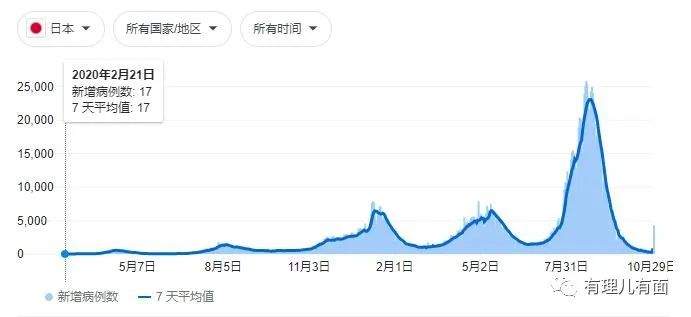 日本
所有国家/地区
所有时间
2020年2月21日
新增病例数: 17
7 天平均值: 17
25,000
20,000
15,000
10,000
5,000
0
5月7日
8月5日
11月3日
2月1日
5月2日
7月31日
10月29日
新增病例数
7 天平均值
有理儿有面